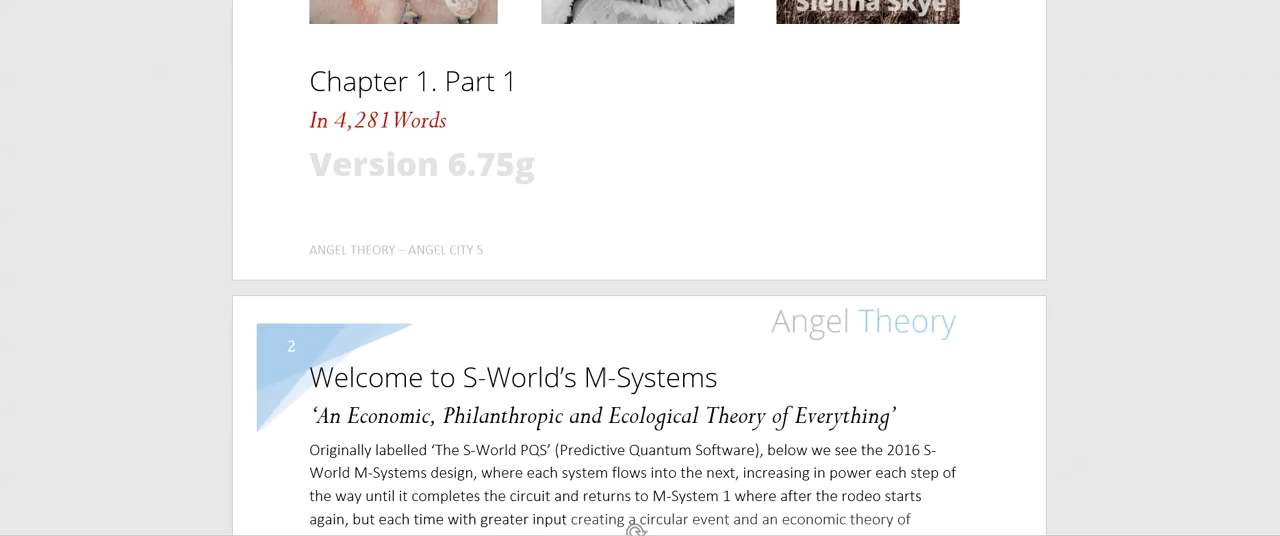 Sienna Skye
Chapter 1. Part 1
In 4,281Words
Version 6.75g
ANGEL THEORY – ANGEL CITY 5
Angel Theory
2
Welcome to S-World’s M-Systems
‘An Economic, Philanthropic and Ecological Theory of Everything’
Originally labelled ‘The S-World PQS’ (Predictive Quantum Software), below we see the 2016 S-
World M-Systems design, where each system flows into the next, increasing in power each step of
the way until it completes the circuit and returns to M-System 1 where after the rodeo starts
again, but each time with greater input creating a circular event and an economic theory of